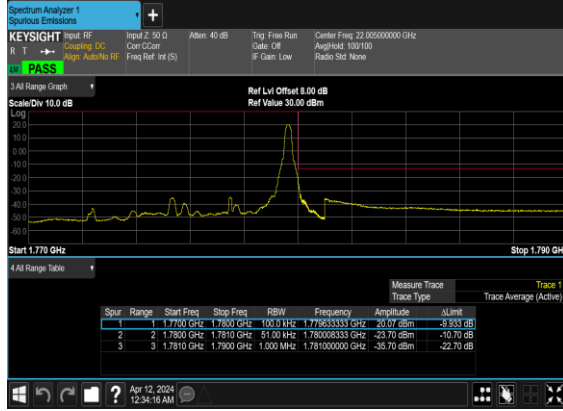 Spectrum Analyzer 1
Spurious Emissions
+
KEYSIGHT Input: RF Input Z: 50 Ω Atten: 40 dB Trig: Free Run Center Freq: 22.005000000 GHz
R T Coupling: DC Corr CCorr Gate: Off Avg|Hold: 100/100
Align: Auto/No RF Freq Ref: Int (S) IF Gain: Low Radio Std: None
PASS
3 All Range Graph
Ref Lvl Offset 8.00 dB
Scale/Div 10.0 dB Ref Value 30.00 dBm
Log
20.0
10.0
0.00
-10.0
-20.0
-30.0
-40.0
-50.0
-60.0
Start 1.770 GHz Stop 1.790 GH
4 All Range Table
Measure Trace Trace 1
Trace Type Trace Average (Active)
Spur Range Start Freq Stop Freq RBW Frequency Amplitude ΔLimit
1 1 1.7700 GHz 1.7800 GHz 100.0 kHz 1.779633333 GHz 20.07 dBm -9.933 dB
2 2 1.7800 GHz 1.7810 GHz 51.00 kHz 1.780008333 GHz -23.70 dBm -10.70 dB
3 3 1.7810 GHz 1.7900 GHz 1.000 MHz 1.781000000 GHz -35.70 dBm -22.70 dB
?
Apr 12, 2024
12:34:16 AM